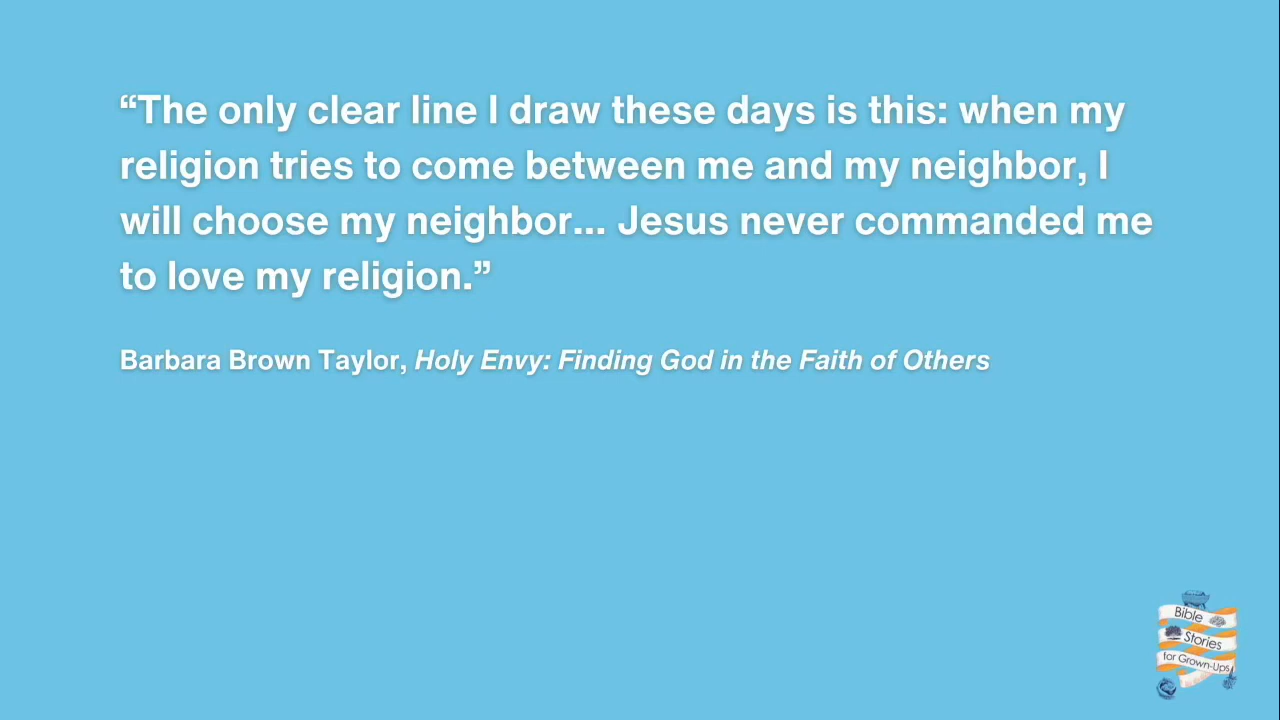 “The only clear line I draw these days is this: when my
religion tries to come between me and my neighbor, I
will choose my neighbor... Jesus never commanded me
to love my religion.”
Barbara Brown Taylor, Holy Envy: Finding God in the Faith of Others
Bible
Stories
for Grown-Ups